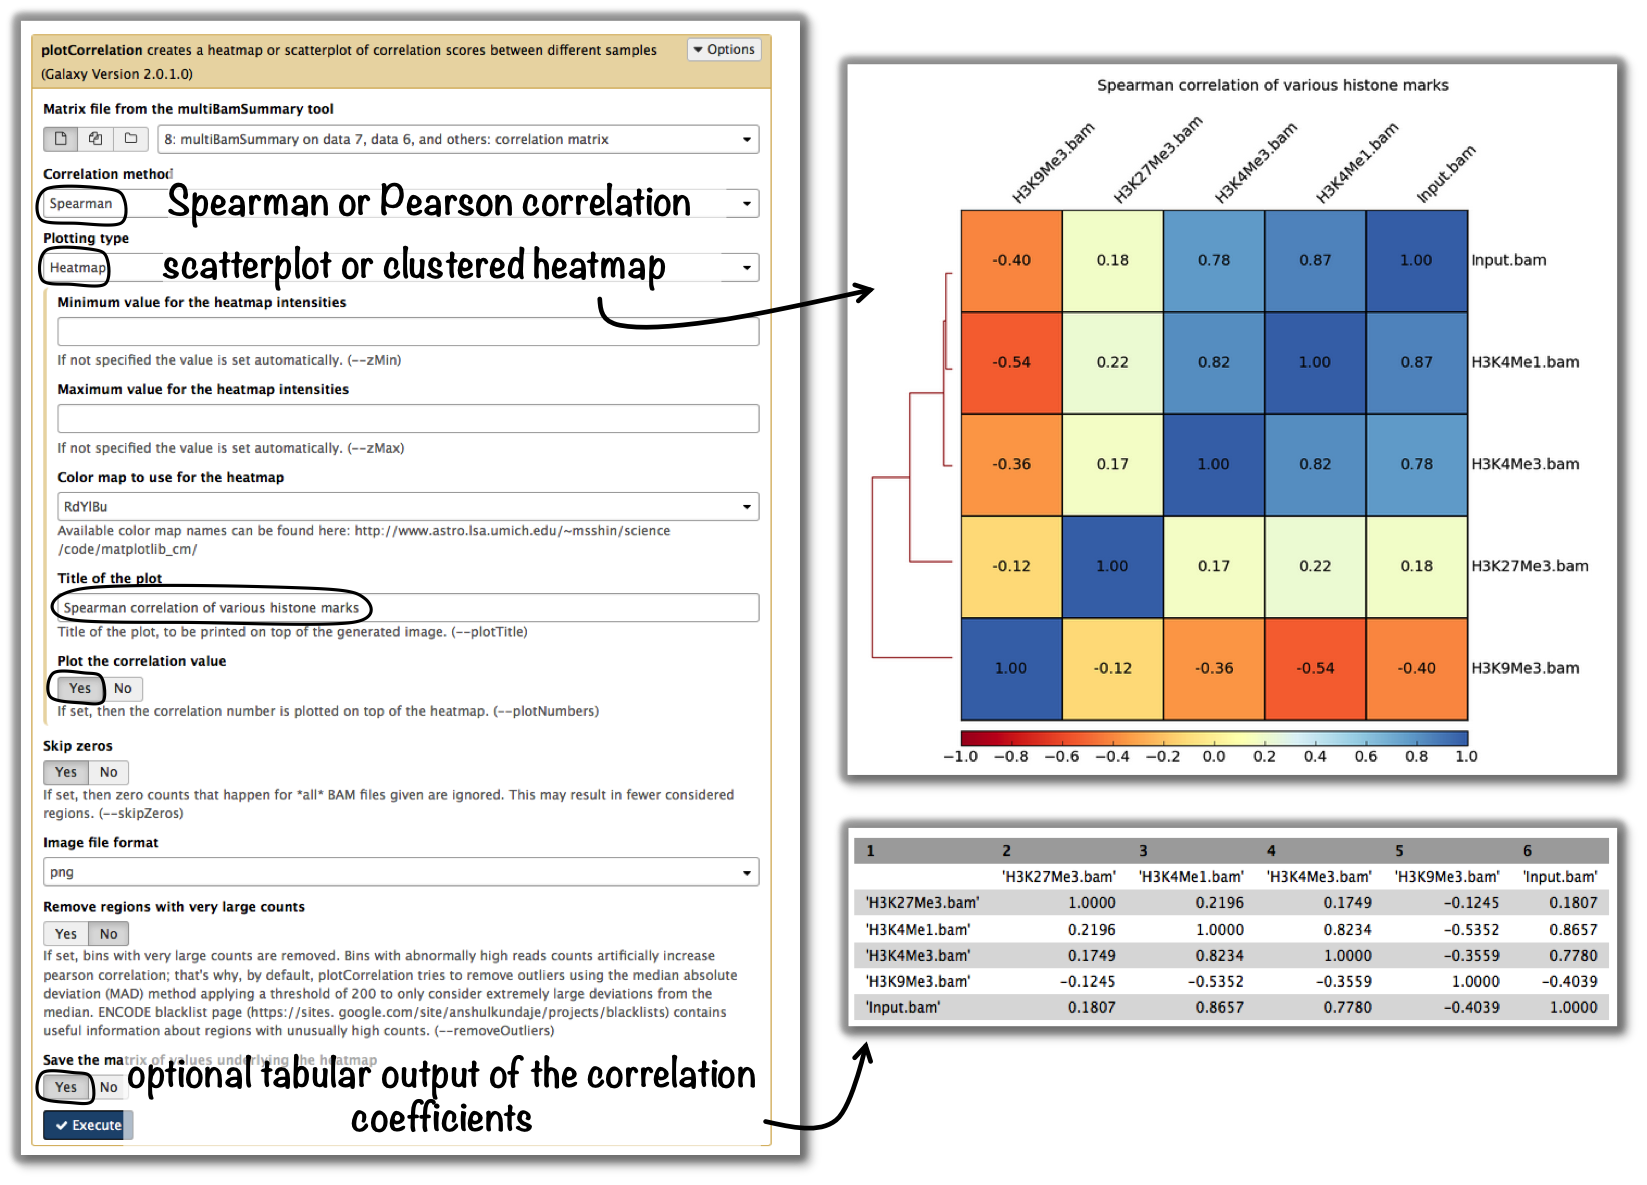 plotCorrelation creates a heatmap or scatterplot of correlation scores between different samples
(Galaxy Version 2.0.1.0)
Options
Matrix file from the multiBamSummary tool
8: multiBamSummary on data 7, data 6, and others: correlation matrix
Correlation method
Spearman
Spearman or Pearson correlation
Plotting type
Heatmap
scatterplot or clustered heatmap
Minimum value for the heatmap intensities
If not specified the value is set automatically. (--zMin)
Maximum value for the heatmap intensities
If not specified the value is set automatically. (--zMax)
Color map to use for the heatmap
RdYlBu
Available color map names can be found here: http://www.astro.lsa.umich.edu/~msshin/science
/code/matplotlib_cm/
Title of the plot
Spearman correlation of various histone marks
Title of the plot, to be printed on top of the generated image. (--plotTitle)
Plot the correlation value
Yes No
If set, then the correlation number is plotted on top of the heatmap. (--plotNumbers)
Skip zeros
Yes No
If set, then zero counts that happen for *all* BAM files given are ignored. This may result in fewer considered
regions. (--skipZeros)
Image file format
png
Remove regions with very large counts
Yes No
If set, bins with very large counts are removed. Bins with abnormally high reads counts artificially increase
pearson correlation; that's why, by default, plotCorrelation tries to remove outliers using the median absolute
deviation (MAD) method applying a threshold of 200 to only consider extremely large deviations from the
median. ENCODE blacklist page (https://sites. google.com/site/anshulkundaje/projects/blacklists) contains
useful information about regions with unusually high counts. (--removeOutliers)
Save the matrix of values underlying the heatmap
Yes No
optional tabular output of the correlation
coefficients
Execute
Spearman correlation of various histone marks
H3K9Me3.bam H3K27Me3.bam H3K4Me3.bam H3K4Me1.bam Input.bam
-0.40 0.18 0.78 0.87 1.00 Input.bam
-0.54 0.22 0.82 1.00 0.87 H3K4Me1.bam
-0.36 0.17 1.00 0.82 0.78 H3K4Me3.bam
-0.12 1.00 0.17 0.22 0.18 H3K27Me3.bam
1.00 -0.12 -0.36 -0.54 -0.40 H3K9Me3.bam
−1.0 −0.8 −0.6 −0.4 −0.2 0.0 0.2 0.4 0.6 0.8 1.0
1 2 3 4 5 6
'H3K27Me3.bam' 'H3K4Me1.bam' 'H3K4Me3.bam' 'H3K9Me3.bam' 'Input.bam'
'H3K27Me3.bam' 1.0000 0.2196 0.1749 −0.1245 0.1807
'H3K4Me1.bam' 0.2196 1.0000 0.8234 −0.5352 0.8657
'H3K4Me3.bam' 0.1749 0.8234 1.0000 −0.3559 0.7780
'H3K9Me3.bam' −0.1245 −0.5352 −0.3559 1.0000 −0.4039
'Input.bam' 0.1807 0.8657 0.7780 −0.4039 1.0000